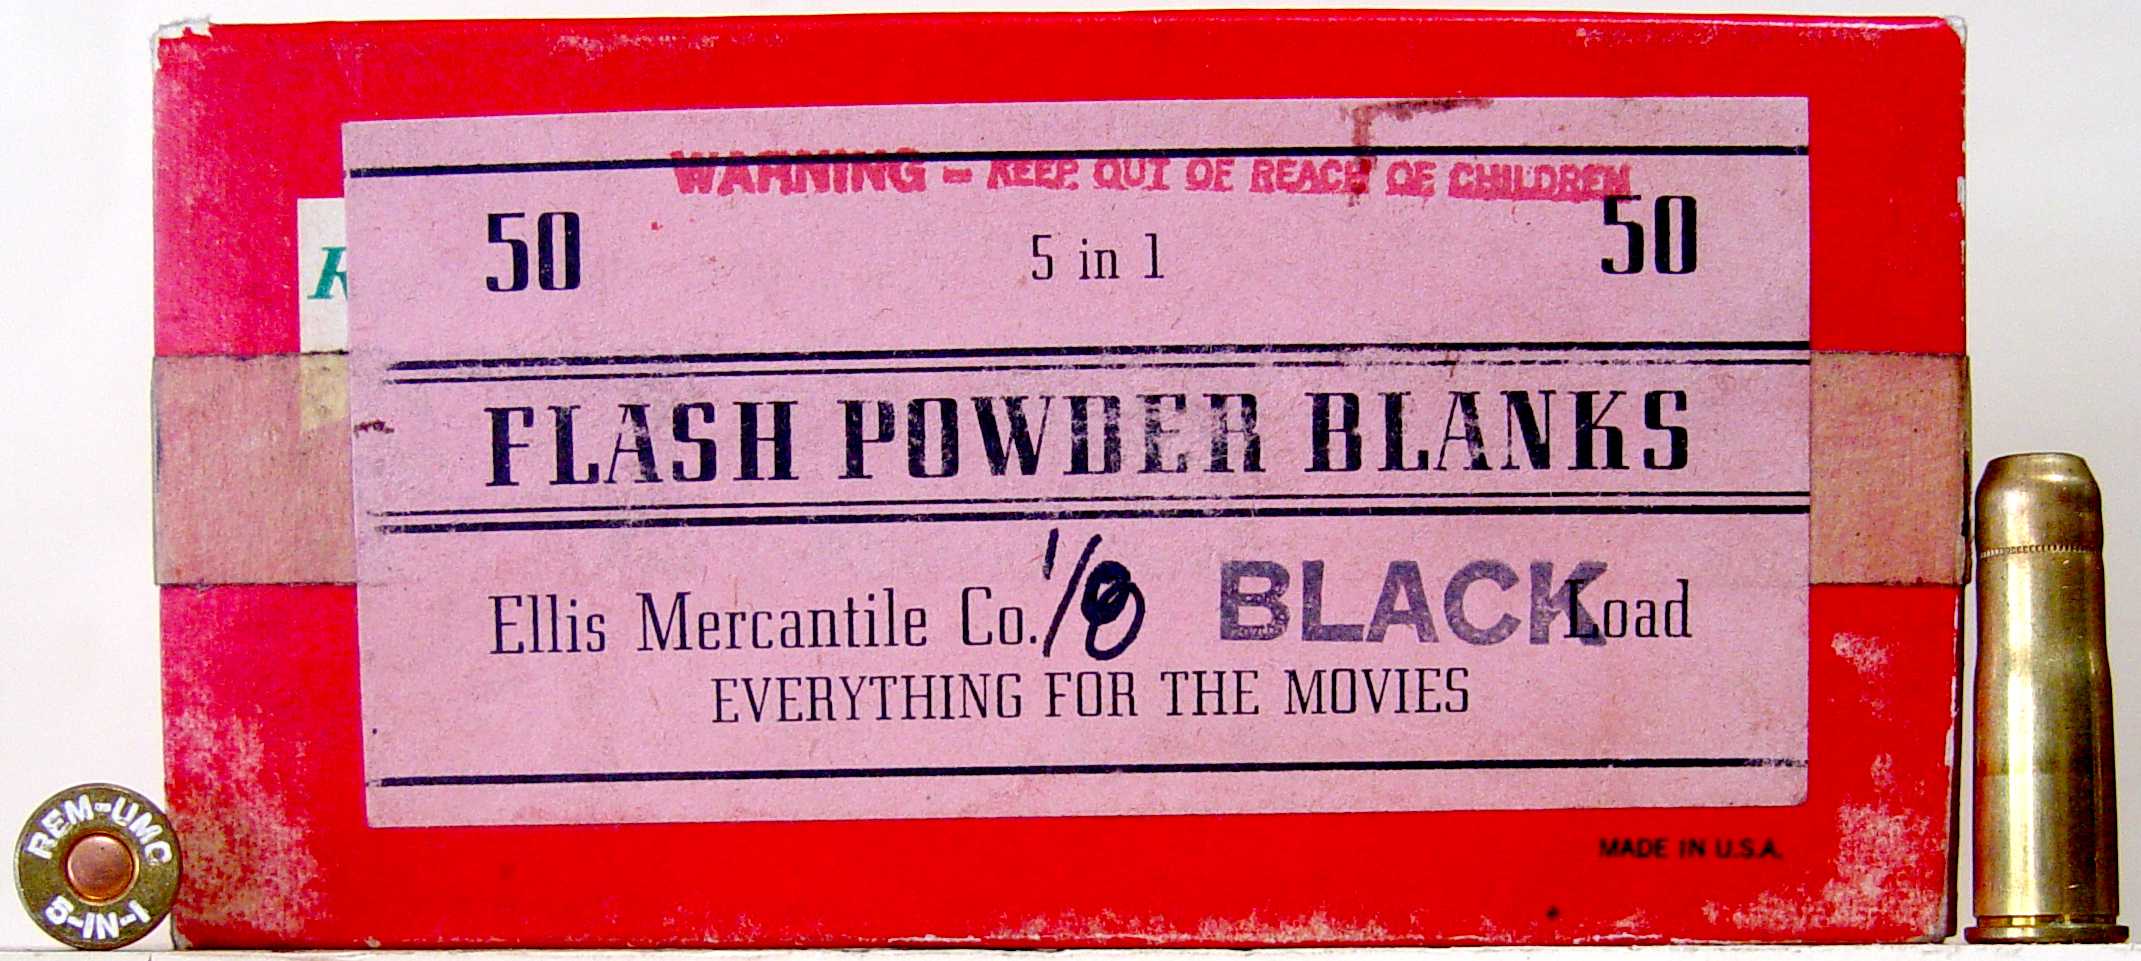 WARNING - KEEP OUT OF REACH OF CHILDREN
50 5 in 1 50
R
FLASH POWDER BLANKS
Ellis Mercantile Co. 1/8 BLACK Load
EVERYTHING FOR THE MOVIES
MADE IN U.S.A.
REM-UMC
5-IN-1